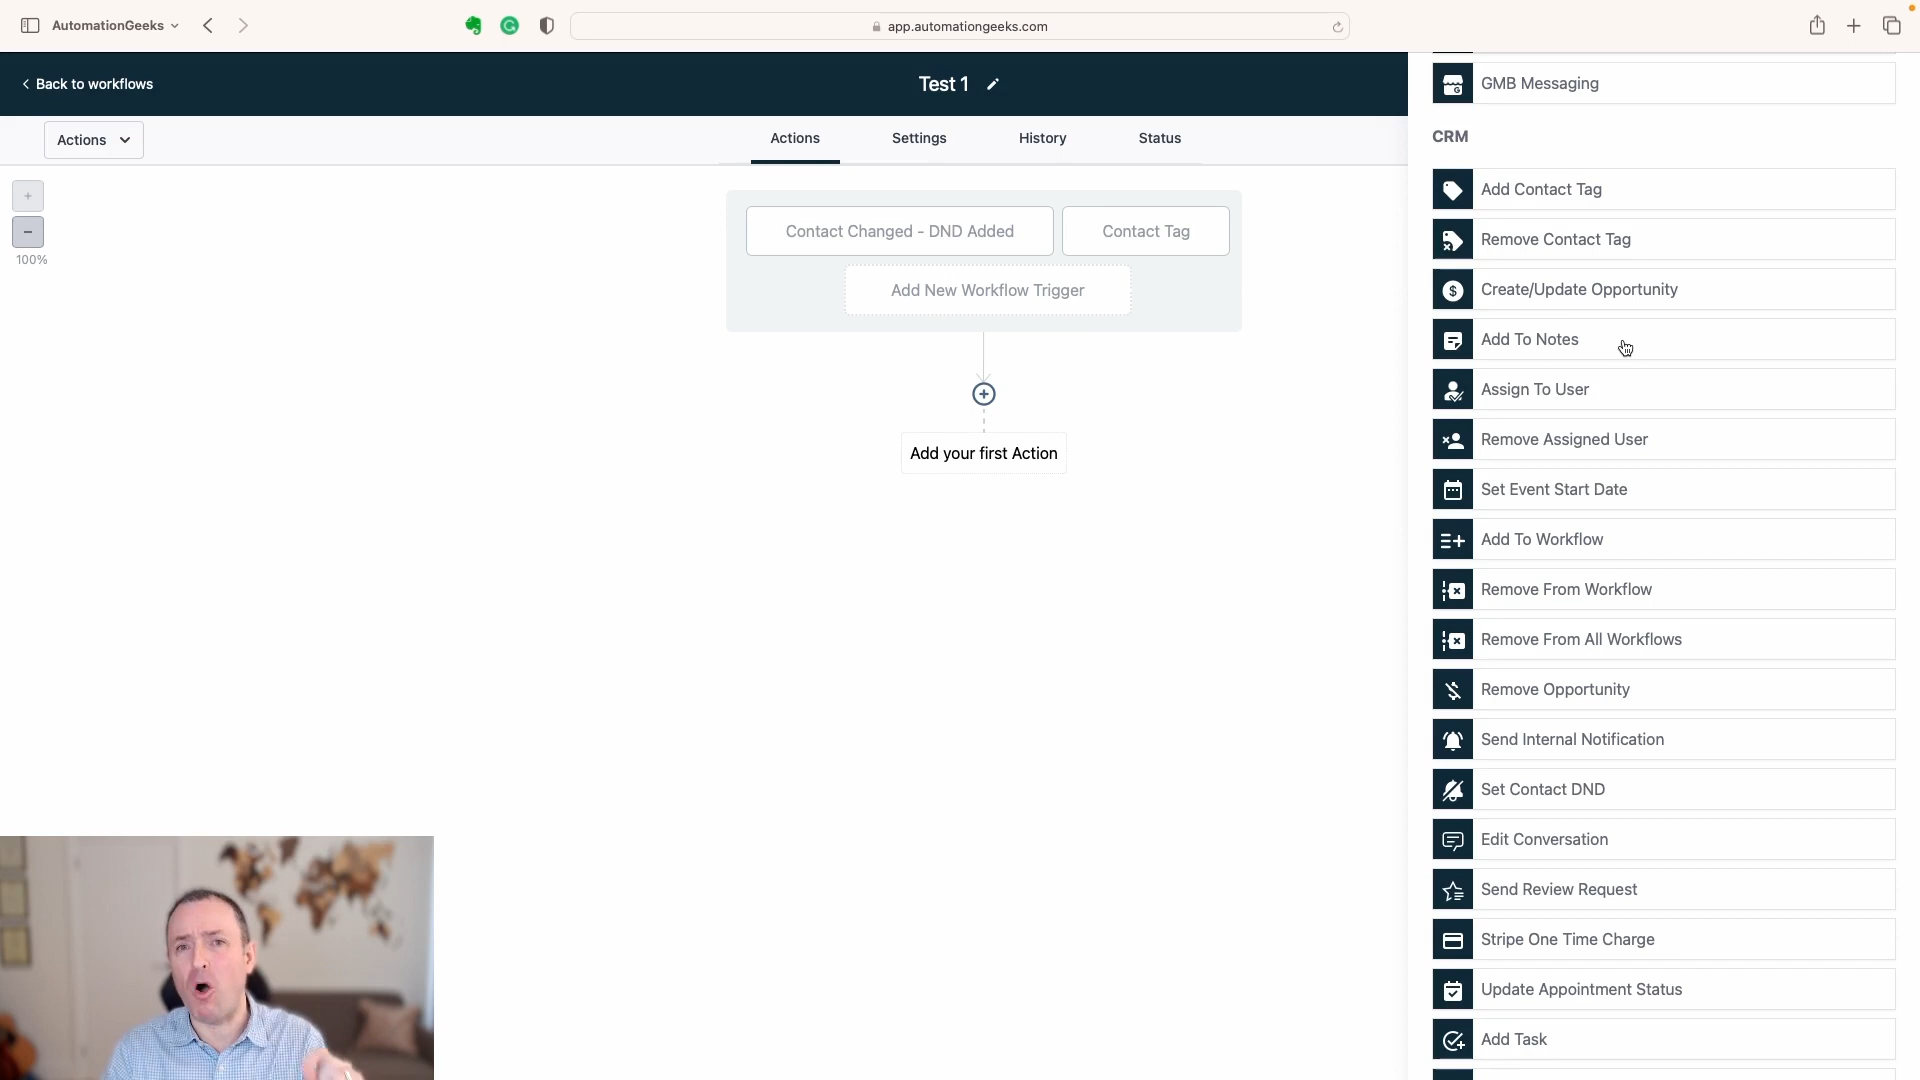 AutomationGeeks
app.automationgeeks.com
Back to workflows
Test 1
Actions
Actions
Settings
History
Status
100%
Contact Changed - DND Added
Contact Tag
Add New Workflow Trigger
Add your first Action
GMB Messaging
CRM
Add Contact Tag
Remove Contact Tag
Create/Update Opportunity
Add To Notes
Assign To User
Remove Assigned User
Set Event Start Date
Add To Workflow
Remove From Workflow
Remove From All Workflows
Remove Opportunity
Send Internal Notification
Set Contact DND
Edit Conversation
Send Review Request
Stripe One Time Charge
Update Appointment Status
Add Task